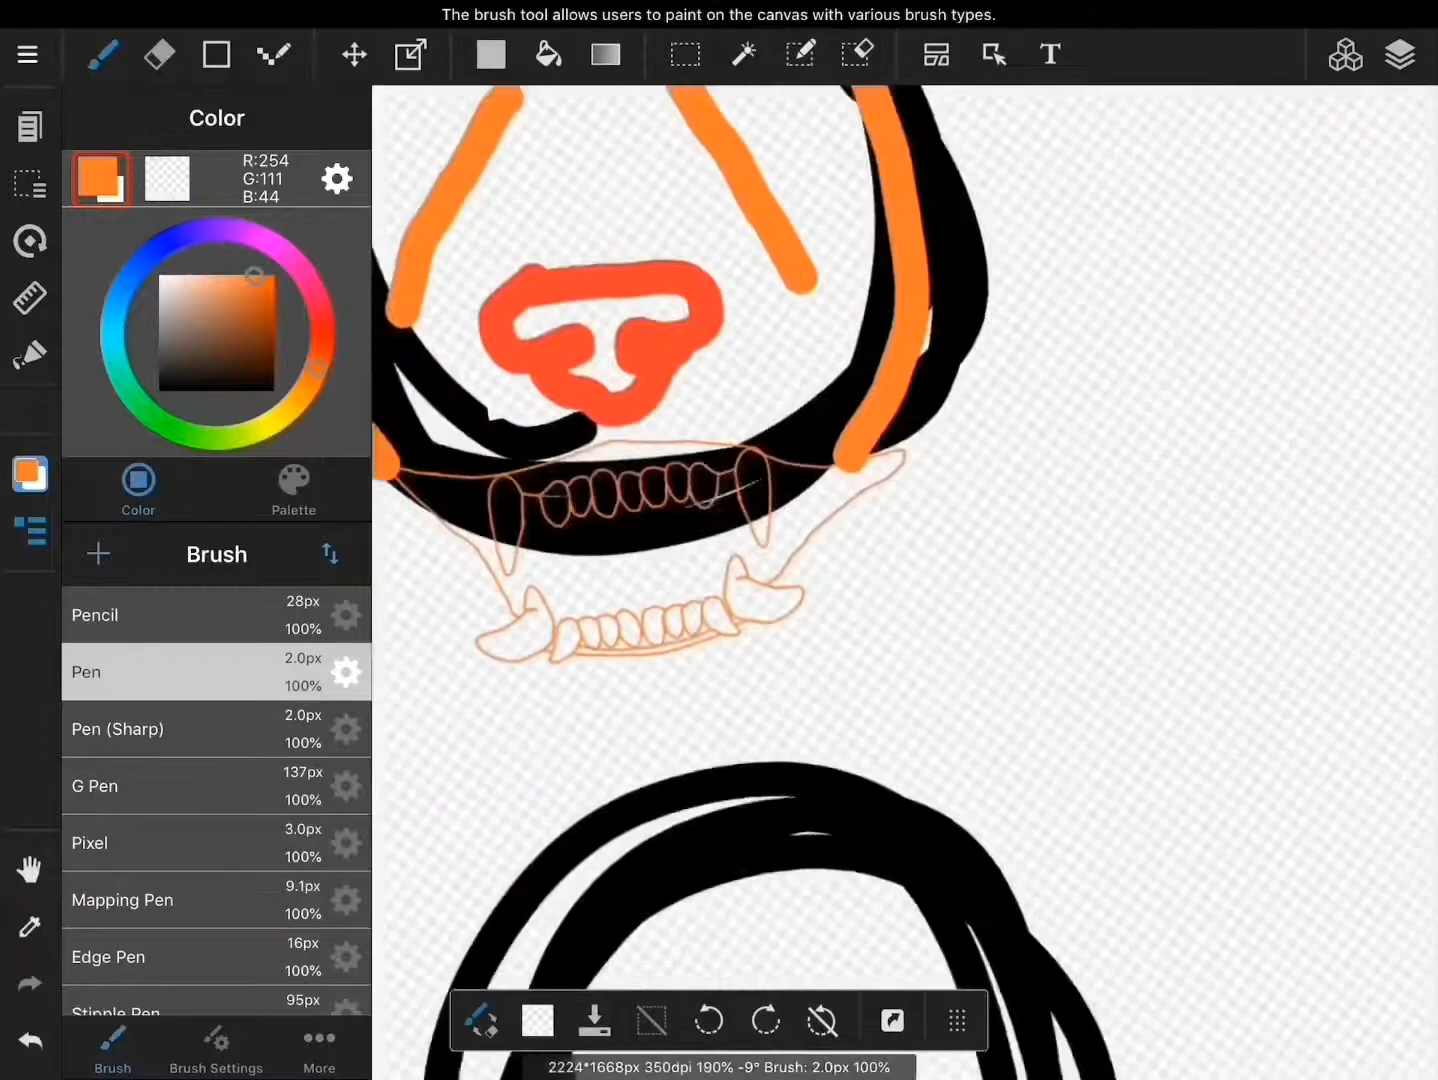 The brush tool allows users to paint on the canvas with various brush types.
T
Color
R:254
G:111
B:44
Color
Palette
Brush
Pencil
28px
100%
Pen
2.0px
100%
Pen (Sharp)
2.0px
100%
G Pen
137px
100%
Pixel
3.0px
100%
Mapping Pen
9.1px
100%
Edge Pen
16px
100%
Stipple Pen
95px
Brush
Brush Settings
More
2224*1668px 350dpi 190% -9° Brush: 2.0px 100%